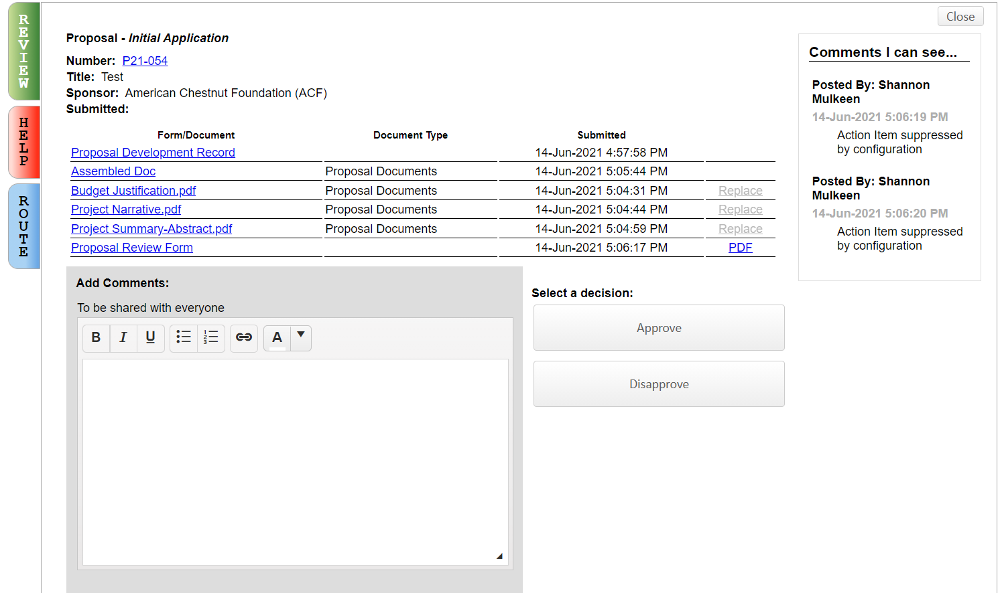 REVIEW
HELP
ROUTE
Close
Proposal - Initial Application
Number: P21-054
Title: Test
Sponsor: American Chestnut Foundation (ACF)
Submitted:
Form/Document Document Type Submitted
Proposal Development Record 14-Jun-2021 4:57:58 PM
Assembled Doc Proposal Documents 14-Jun-2021 5:05:44 PM
Budget Justification.pdf Proposal Documents 14-Jun-2021 5:04:31 PM Replace
Project Narrative.pdf Proposal Documents 14-Jun-2021 5:04:44 PM Replace
Project Summary-Abstract.pdf Proposal Documents 14-Jun-2021 5:04:59 PM Replace
Proposal Review Form 14-Jun-2021 5:06:17 PM PDF
Add Comments:
To be shared with everyone
B I U A
Select a decision:
Approve
Disapprove
Comments I can see...
Posted By: Shannon
Mulkeen
14-Jun-2021 5:06:19 PM
Action Item suppressed
by configuration
Posted By: Shannon
Mulkeen
14-Jun-2021 5:06:20 PM
Action Item suppressed
by configuration